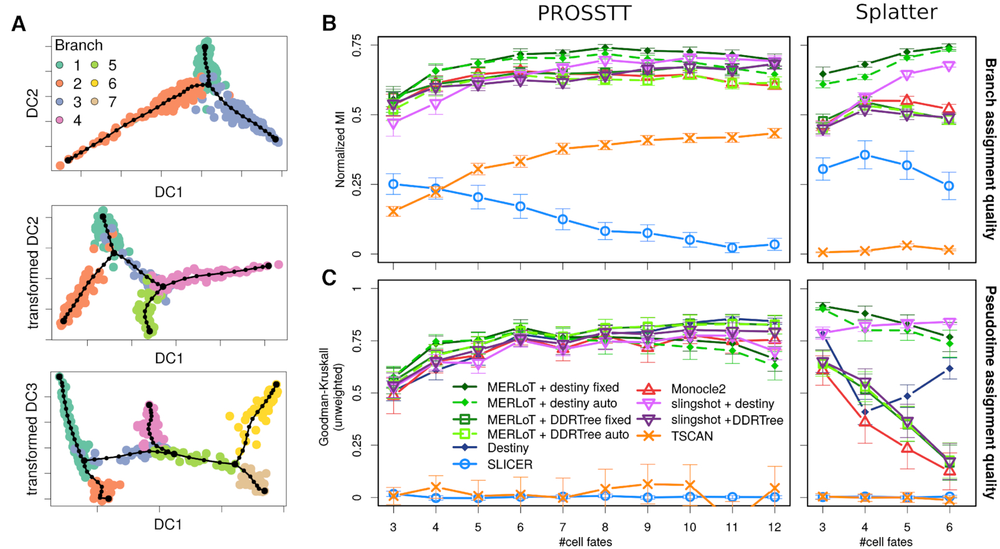 A
Branch
1 5
2 6
3 7
4
DC2
DC1
transformed DC2
DC1
transformed DC3
DC1
PROSSTT
Splatter
B
Normalized MI
0.75
0.5
0.25
0
Branch assignment quality
C
Goodman-Kruskall
(unweighted)
1
0.75
0.5
0.25
0
MERLoT + destiny fixed
MERLoT + destiny auto
MERLoT + DDRTree fixed
MERLoT + DDRTree auto
Destiny
SLICER
Monocle2
slingshot + destiny
slingshot +DDRTree
TSCAN
Pseudotime assignment quality
3 4 5 6 7 8 9 10 11 12
#cell fates
3 4 5 6
#cell fates